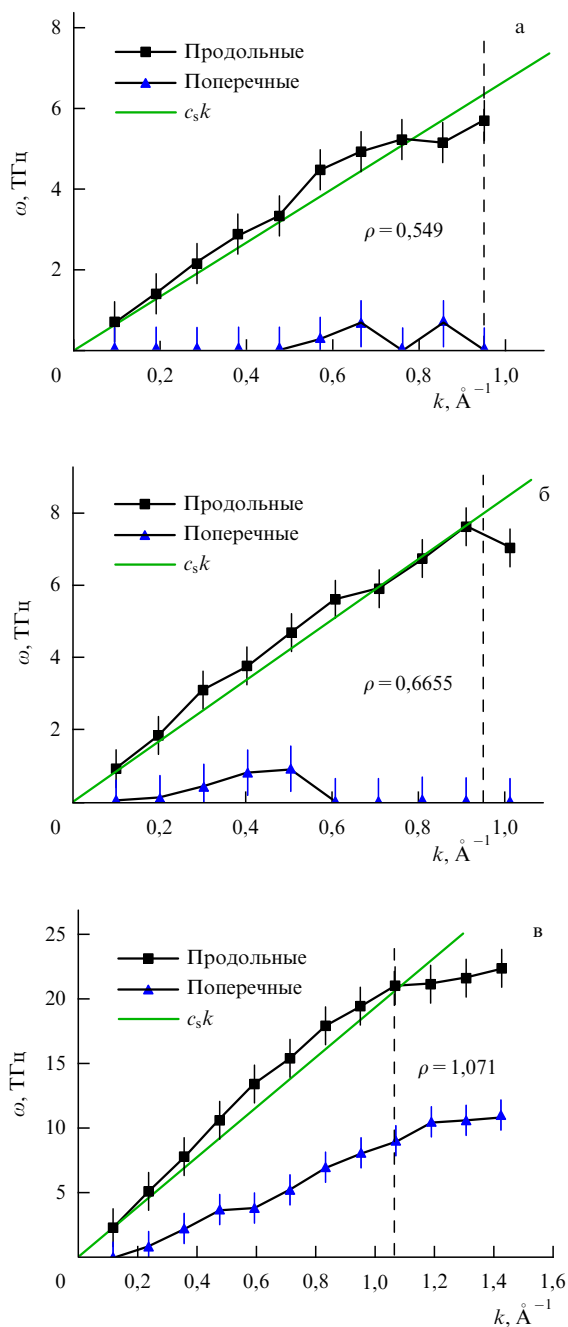 8
а
Продольные
Поперечные
cₛk
6
4
2
ω, ТГц
ρ = 0,549
0
0,2
0,4
0,6
0,8
1,0
k, Å⁻¹
8
б
Продольные
Поперечные
cₛk
6
4
2
ω, ТГц
ρ = 0,6655
0
0,2
0,4
0,6
0,8
1,0
k, Å⁻¹
25
в
Продольные
Поперечные
cₛk
20
15
10
5
ω, ТГц
ρ = 1,071
0
0,2
0,4
0,6
0,8
1,0
1,2
1,4
1,6
k, Å⁻¹